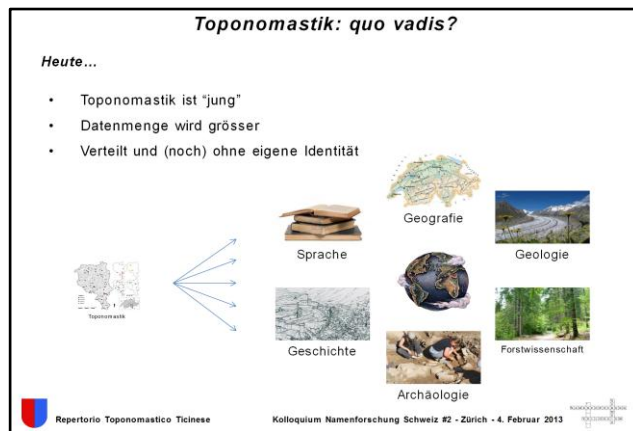 Toponomastik: quo vadis?
Heute…
• Toponomastik ist “jung”
• Datenmenge wird grösser
• Verteilt und (noch) ohne eigene Identität
Geografie
Sprache
Geologie
Toponomastik
Geschichte
Forstwissenschaft
Archäologie
Repertorio Toponomastico Ticinese
Kolloquium Namenforschung Schweiz #2 - Zürich - 4. Februar 2013